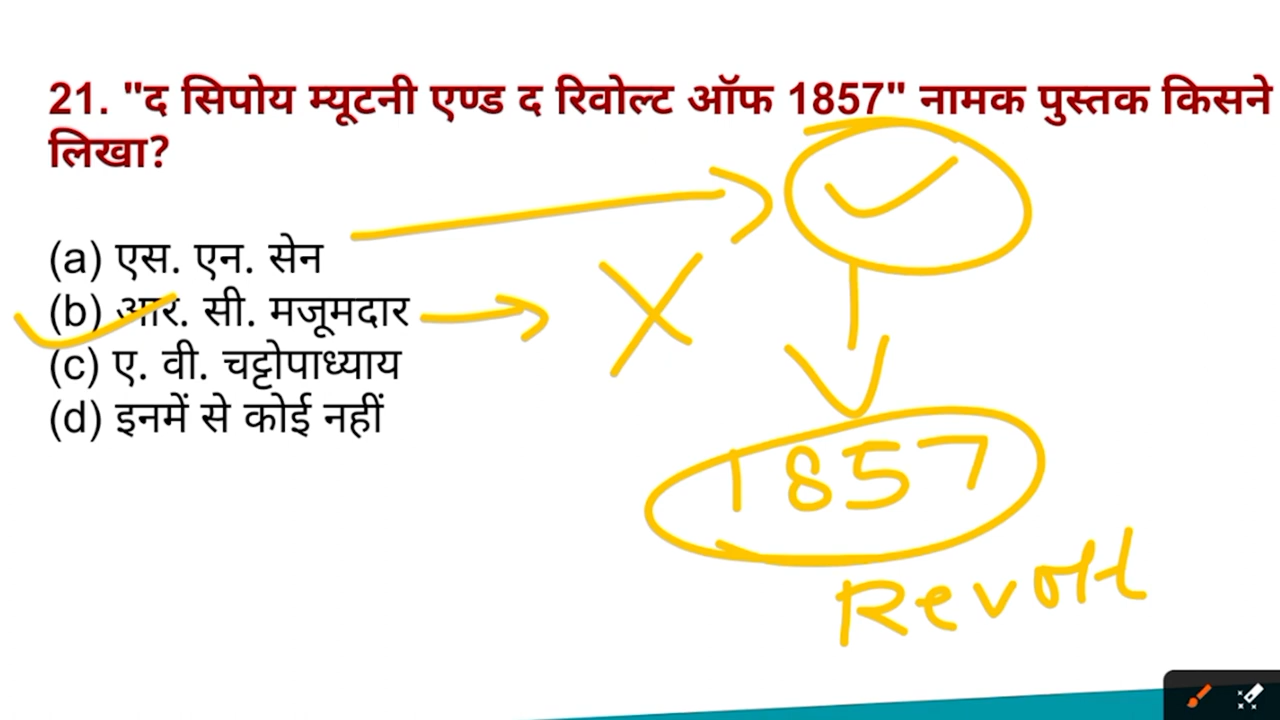 21. "द सिपोय म्यूटनी एण्ड द रिवोल्ट ऑफ 1857" नामक पुस्तक किसने
लिखा?
(a) एस. एन. सेन
(b) आर. सी. मजूमदार
(c) ए. वी. चट्टोपाध्याय
(d) इनमें से कोई नहीं
1857
Revolt